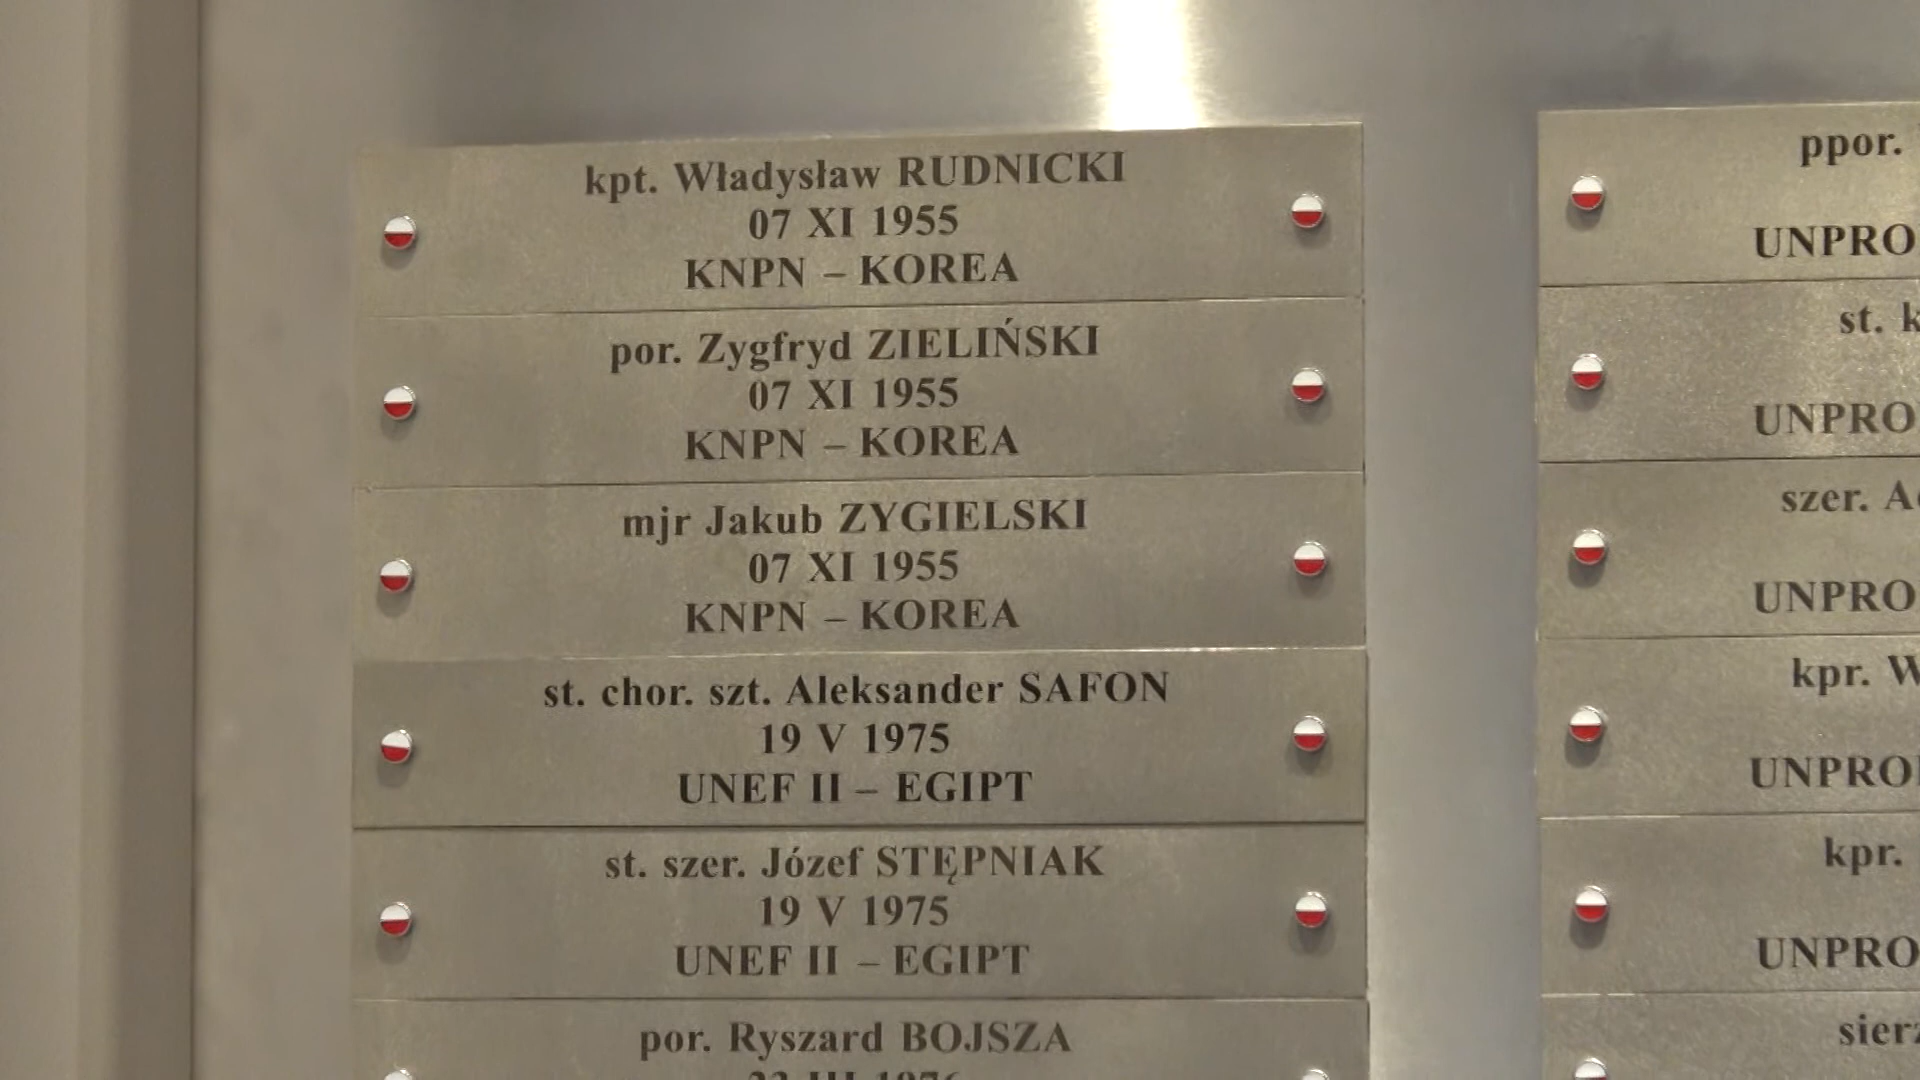 kpt. Władysław RUDNICKI
07 XI 1955
KNPN – KOREA
por. Zygfryd ZIELIŃSKI
07 XI 1955
KNPN – KOREA
mjr Jakub ZYGIELSKI
07 XI 1955
KNPN – KOREA
st. chor. szt. Aleksander SAFON
19 V 1975
UNEF II – EGIPT
st. szer. Józef STĘPNIAK
19 V 1975
UNEF II – EGIPT
por. Ryszard BOJSZA
ppor.
UNPRO
st. k
UNPRO
szer. A
UNPRO
kpr. W
UNPRO
kpr.
UNPRO
sierz